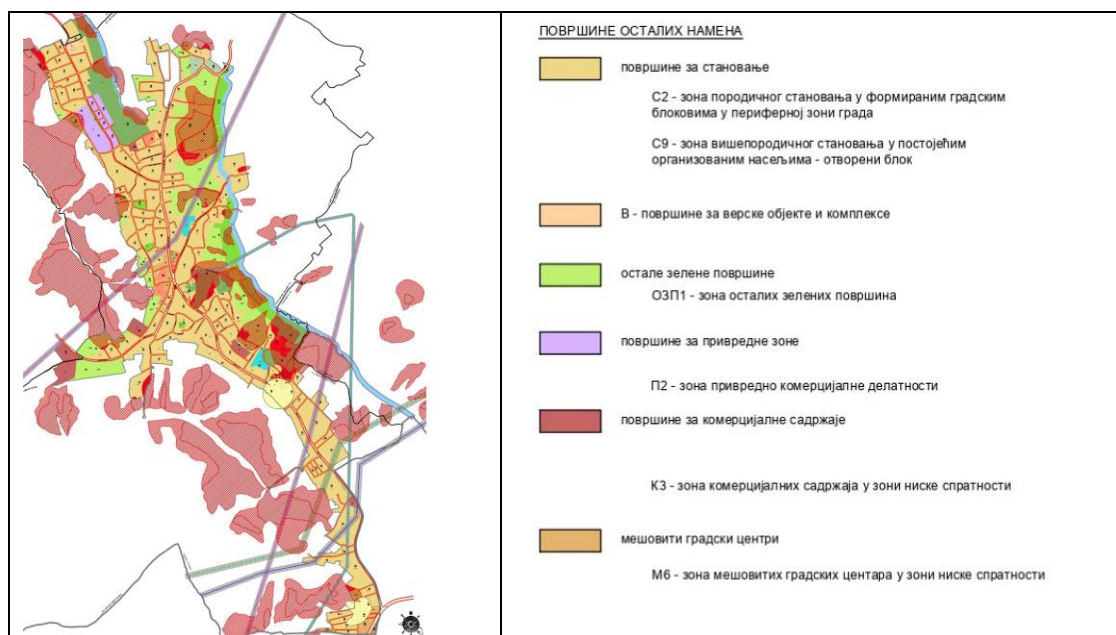 ПОВРШИНЕ ОСТАЛИХ НАМЕНА
површине за становање
С2 - зона породичног становања у формираним градским
блоковима у периферној зони града
С9 - зона вишепородичног становања у постојећим
организованим насељима - отворени блок
В - површине за верске објекте и комплексе
остале зелене површине
ОЗП1 - зона осталих зелених површина
површине за привредне зоне
П2 - зона привредно комерцијалне делатности
површине за комерцијалне садржаје
К3 - зона комерцијалних садржаја у зони ниске спратности
мешовити градски центри
М6 - зона мешовитих градских центара у зони ниске спратности